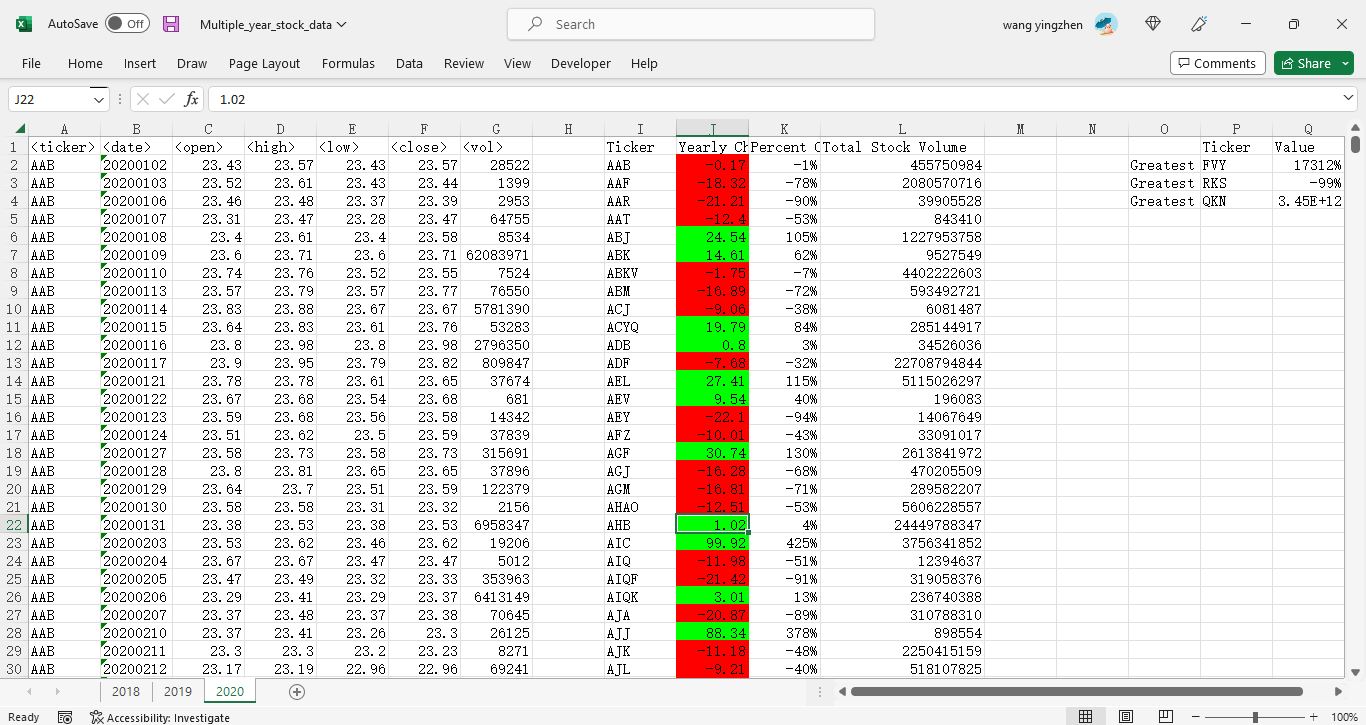 AutoSave Off Multiple_year_stock_data Search wang yingzhen
File Home Insert Draw Page Layout Formulas Data Review View Developer Help Comments Share
J22 fx 1.02
A B C D E F G H I J K L M N O P Q
1 <ticker> <date> <open> <high> <low> <close> <vol> Ticker Yearly Ch Percent C Total Stock Volume Ticker Value
2 AAB 20200102 23.43 23.57 23.43 23.57 28522 AAB -0.17 -1% 455750984 Greatest FVY 17312%
3 AAB 20200103 23.52 23.61 23.43 23.44 1399 AAF -18.32 -78% 2080570716 Greatest RKS -99%
4 AAB 20200106 23.46 23.48 23.37 23.39 2953 AAR -21.21 -90% 39905528 Greatest QKN 3.45E+12
5 AAB 20200107 23.31 23.47 23.28 23.47 64755 AAT -12.4 -53% 843410
6 AAB 20200108 23.4 23.61 23.4 23.58 8534 ABJ 24.54 105% 1227953758
7 AAB 20200109 23.6 23.71 23.6 23.71 62083971 ABK 14.61 62% 9527549
8 AAB 20200110 23.74 23.76 23.52 23.55 7524 ABKV -1.75 -7% 4402222603
9 AAB 20200113 23.57 23.79 23.57 23.77 76550 ABM -16.89 -72% 593492721
10 AAB 20200114 23.83 23.88 23.67 23.67 5781390 ACJ -9.06 -38% 6081487
11 AAB 20200115 23.64 23.83 23.61 23.76 53283 ACYQ 19.79 84% 285144917
12 AAB 20200116 23.8 23.98 23.8 23.98 2796350 ADB 0.8 3% 34526036
13 AAB 20200117 23.9 23.95 23.79 23.82 809847 ADF -7.68 -32% 22708794844
14 AAB 20200121 23.78 23.78 23.61 23.65 37674 AEL 27.41 115% 5115026297
15 AAB 20200122 23.67 23.68 23.54 23.68 681 AEV 9.54 40% 196083
16 AAB 20200123 23.59 23.68 23.56 23.58 14342 AEY -22.1 -94% 14067649
17 AAB 20200124 23.51 23.62 23.5 23.59 37839 AFZ -10.01 -43% 33091017
18 AAB 20200127 23.58 23.73 23.58 23.73 315691 AGF 30.74 130% 2613841972
19 AAB 20200128 23.8 23.81 23.65 23.65 37896 AGJ -16.28 -68% 470205509
20 AAB 20200129 23.64 23.7 23.51 23.59 122379 AGM -16.81 -71% 289582207
21 AAB 20200130 23.58 23.58 23.31 23.32 2156 AHAO -12.51 -53% 5606228557
22 AAB 20200131 23.38 23.53 23.38 23.53 6958347 AHB 1.02 4% 24449788347
23 AAB 20200203 23.53 23.62 23.46 23.62 19206 AIC 99.92 425% 3756341852
24 AAB 20200204 23.67 23.67 23.47 23.47 5012 AIQ -11.98 -51% 12394637
25 AAB 20200205 23.47 23.49 23.32 23.33 353963 AIQF -21.42 -91% 319058376
26 AAB 20200206 23.29 23.41 23.29 23.37 6413149 AIQK 3.01 13% 236740388
27 AAB 20200207 23.37 23.48 23.37 23.38 70645 AJA -20.87 -89% 310788310
28 AAB 20200210 23.37 23.41 23.26 23.3 26125 AJJ 88.34 378% 898554
29 AAB 20200211 23.3 23.3 23.2 23.23 8271 AJK -11.18 -48% 2250415159
30 AAB 20200212 23.17 23.19 22.96 22.96 69241 AJL -9.21 -40% 518107825
2018 2019 2020
Ready Accessibility: Investigate 100%